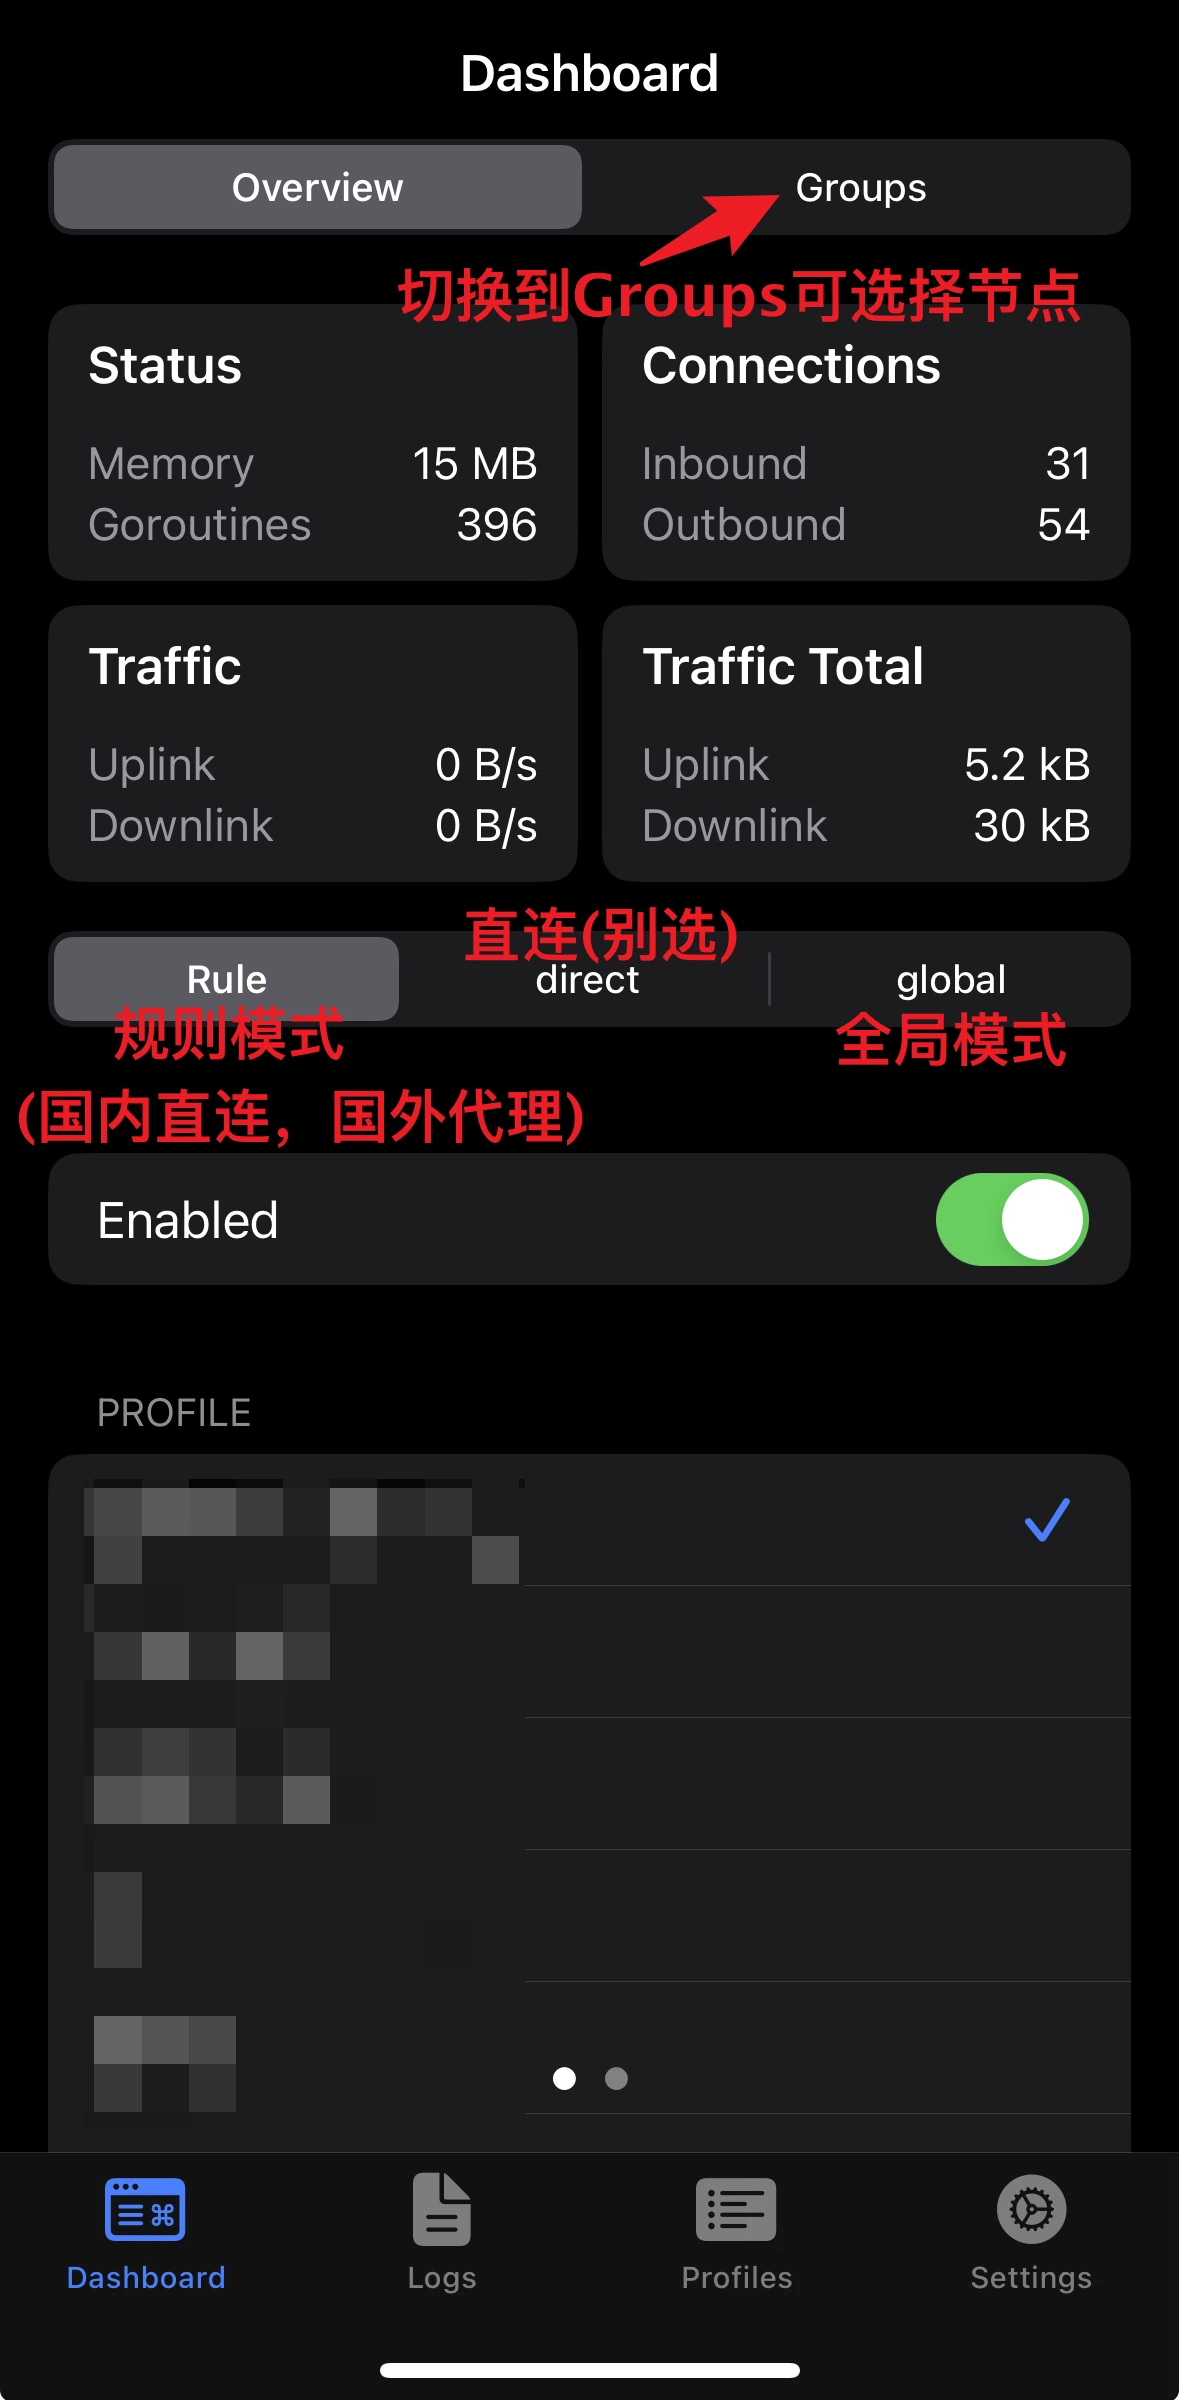 Dashboard
Overview
Groups
切换到Groups可选择节点
Status
Memory 15 MB
Goroutines 396
Connections
Inbound 31
Outbound 54
Traffic
Uplink 0 B/s
Downlink 0 B/s
Traffic Total
Uplink 5.2 kB
Downlink 30 kB
直连(别选)
Rule
direct
global
规则模式
(国内直连，国外代理)
全局模式
Enabled
PROFILE
Dashboard
Logs
Profiles
Settings